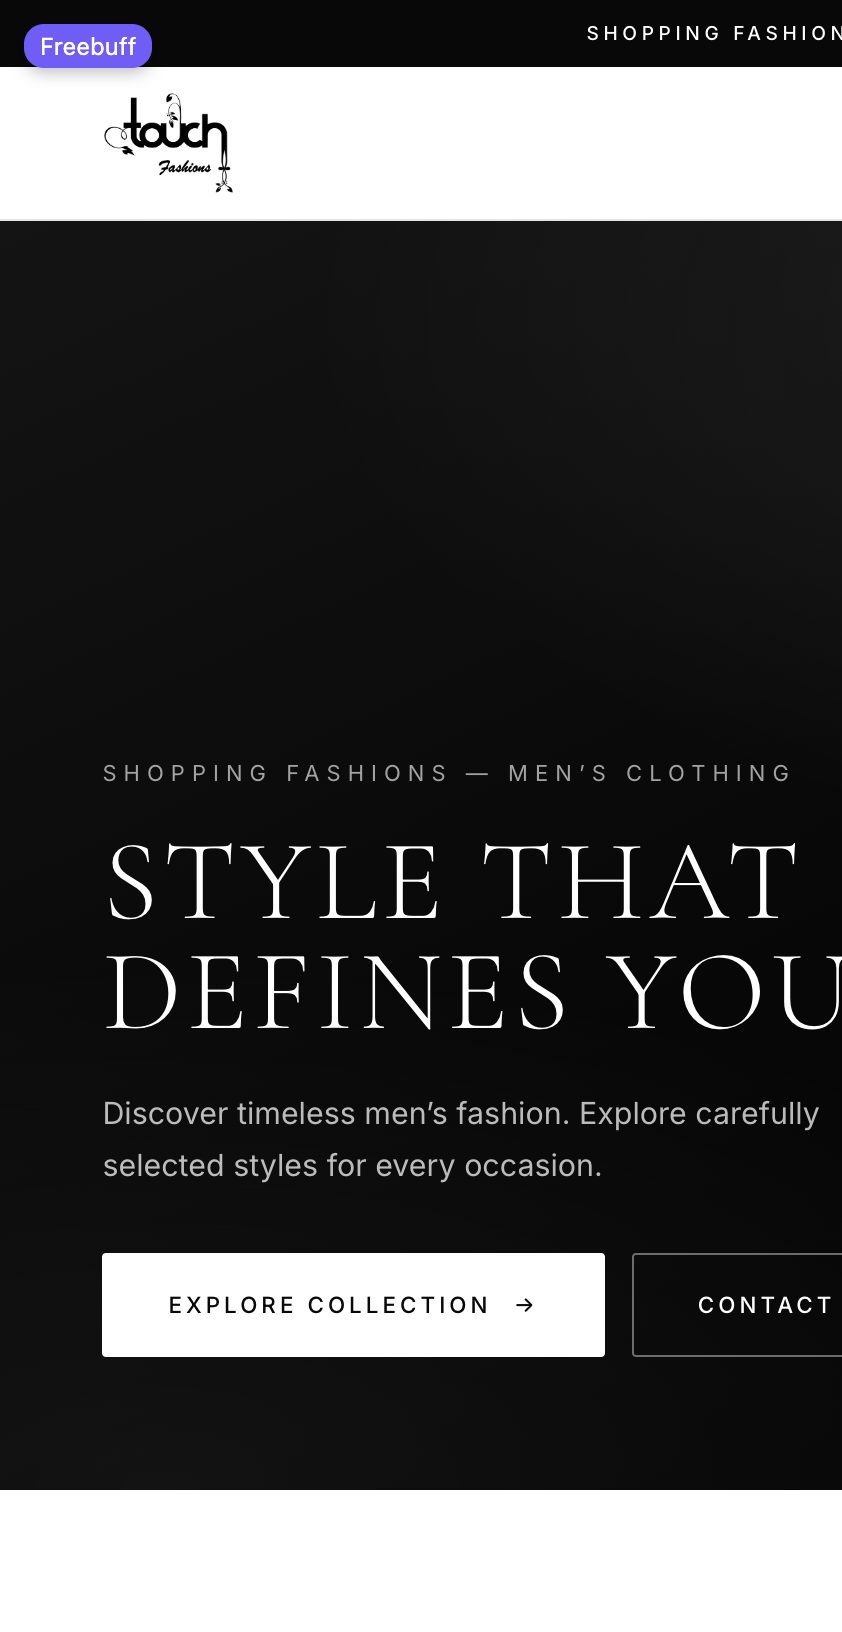 SHOPPING FASHION
Freebuff
touch
Fashions
SHOPPING FASHIONS — MEN’S CLOTHING
STYLE THAT
DEFINES YOU
Discover timeless men’s fashion. Explore carefully
selected styles for every occasion.
EXPLORE COLLECTION →
CONTACT